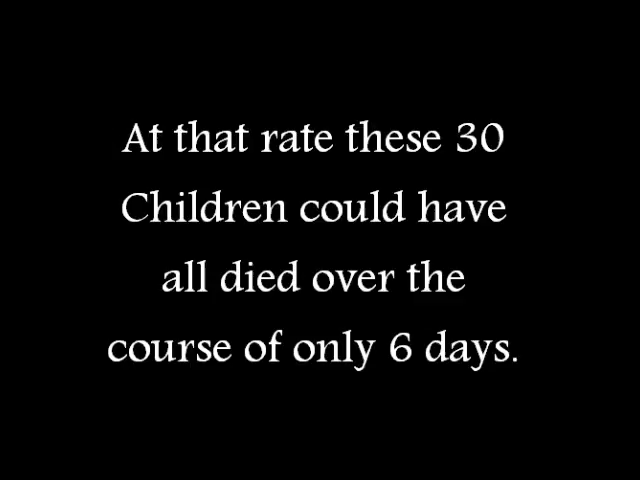 At that rate these 30
Children could have
all died over the
course of only 6 days.